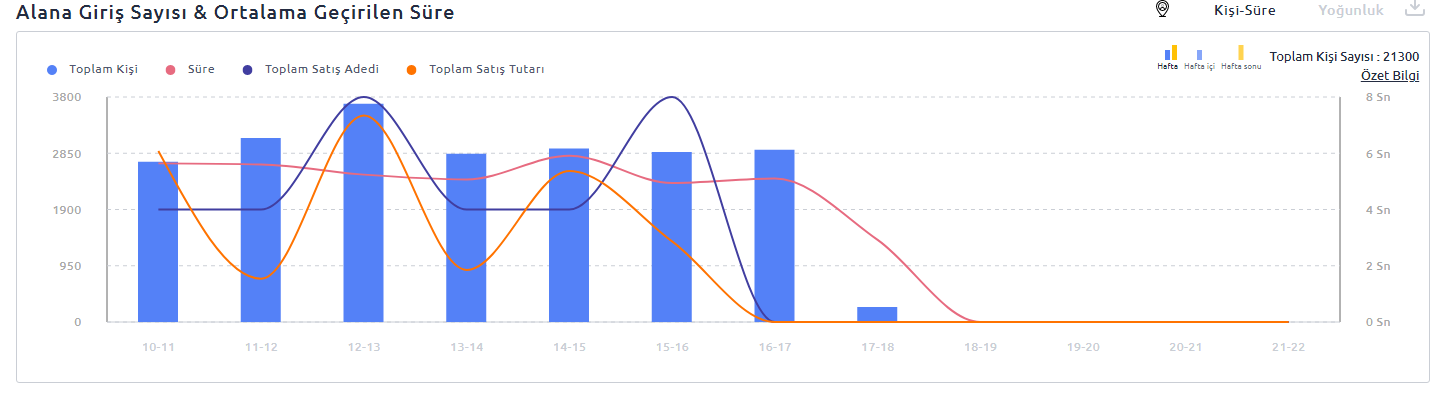 Alana Giriş Sayısı & Ortalama Geçirilen Süre
Kişi-Süre Yoğunluk
Toplam Kişi Süre Toplam Satış Adedi Toplam Satış Tutarı
Hafta Hafta içi Hafta sonu
Toplam Kişi Sayısı : 21300
Özet Bilgi
3800 8 Sn
2850 6 Sn
1900 4 Sn
950 2 Sn
0 0 Sn
10-11 11-12 12-13 13-14 14-15 15-16 16-17 17-18 18-19 19-20 20-21 21-22